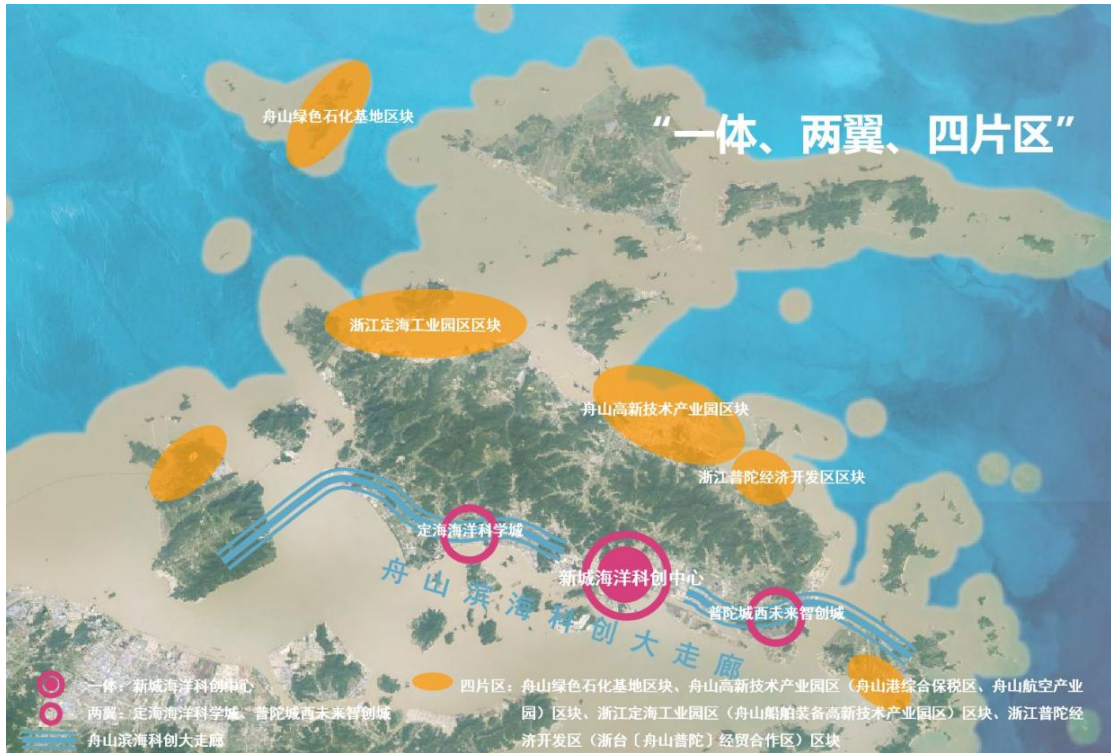 舟山绿色石化基地区块
“一体、两翼、四片区”
浙江定海工业园区区块
舟山高新技术产业园区块
浙江普陀经济开发区区块
定海海洋科学城
新城海洋科创中心
普陀城西未来智创城
舟山滨海科创大走廊
一体：新城海洋科创中心
两翼：定海海洋科学城、普陀城西未来智创城
舟山滨海科创大走廊
四片区：舟山绿色石化基地区块、舟山高新技术产业园区（舟山港综合保税区、舟山航空产业
园）区块、浙江定海工业园区（舟山船舶装备高新技术产业园区）区块、浙江普陀经
济开发区（浙台〔舟山普陀〕经贸合作区）区块